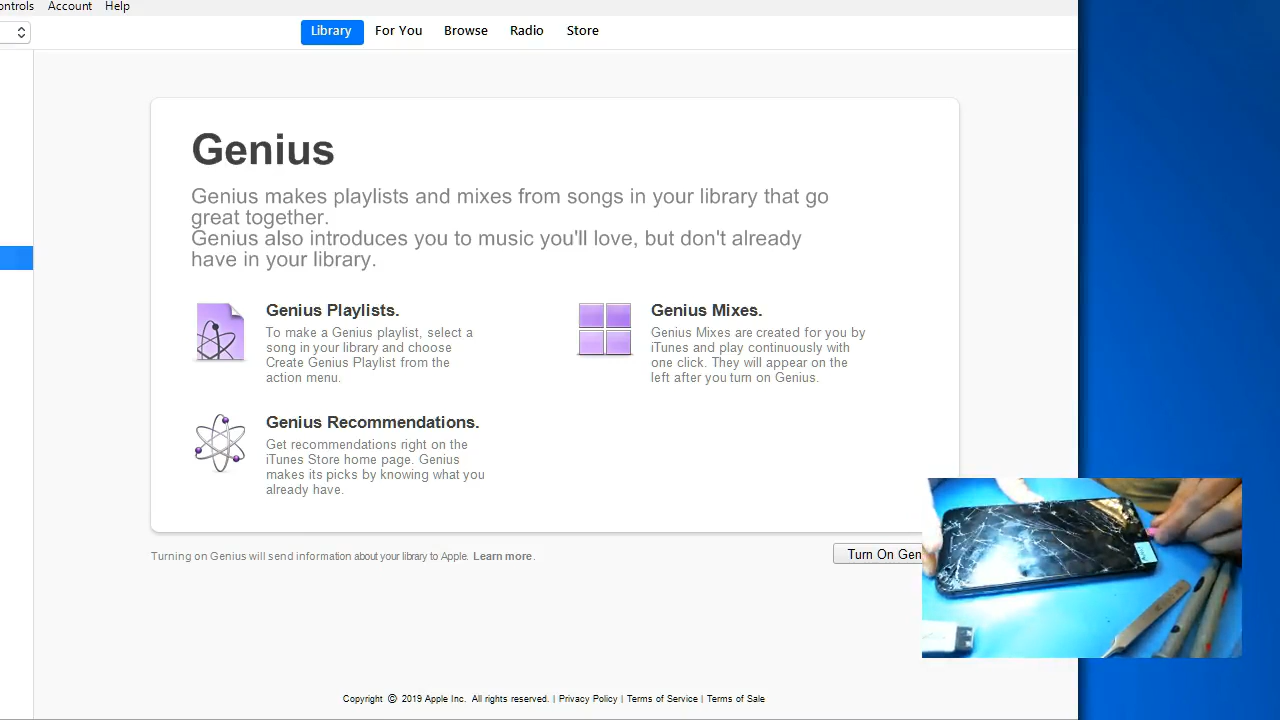 ontrols Account Help
Library For You Browse Radio Store
Genius
Genius makes playlists and mixes from songs in your library that go
great together.
Genius also introduces you to music you'll love, but don't already
have in your library.
Genius Playlists.
To make a Genius playlist, select a
song in your library and choose
Create Genius Playlist from the
action menu.
Genius Mixes.
Genius Mixes are created for you by
iTunes and play continuously with
one click. They will appear on the
left after you turn on Genius.
Genius Recommendations.
Get recommendations right on the
iTunes Store home page. Genius
makes its picks by knowing what you
already have.
Turning on Genius will send information about your library to Apple. Learn more.
Turn On Gen
Copyright © 2019 Apple Inc. All rights reserved. | Privacy Policy | Terms of Service | Terms of Sale